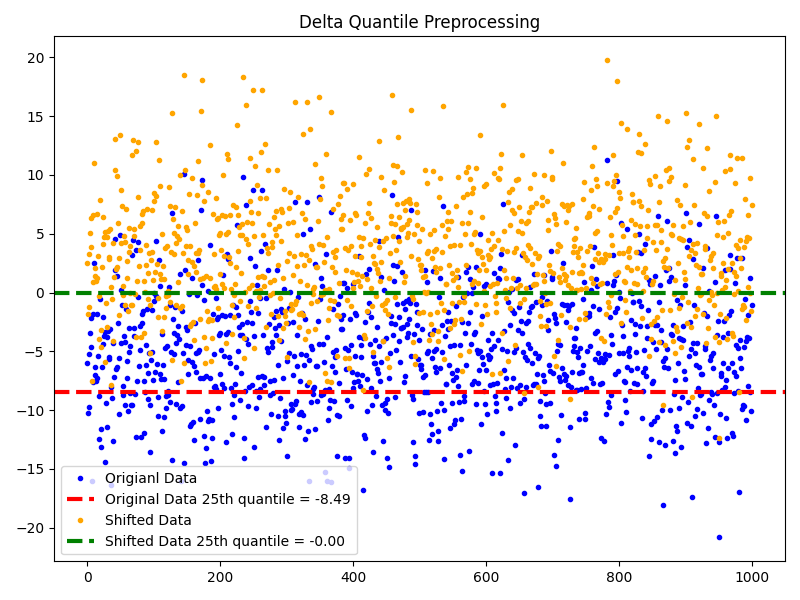 Delta Quantile Preprocessing
20
15
10
5
0
−5
−10
−15
−20
Origianl Data
Original Data 25th quantile = -8.49
Shifted Data
Shifted Data 25th quantile = -0.00
0 200 400 600 800 1000